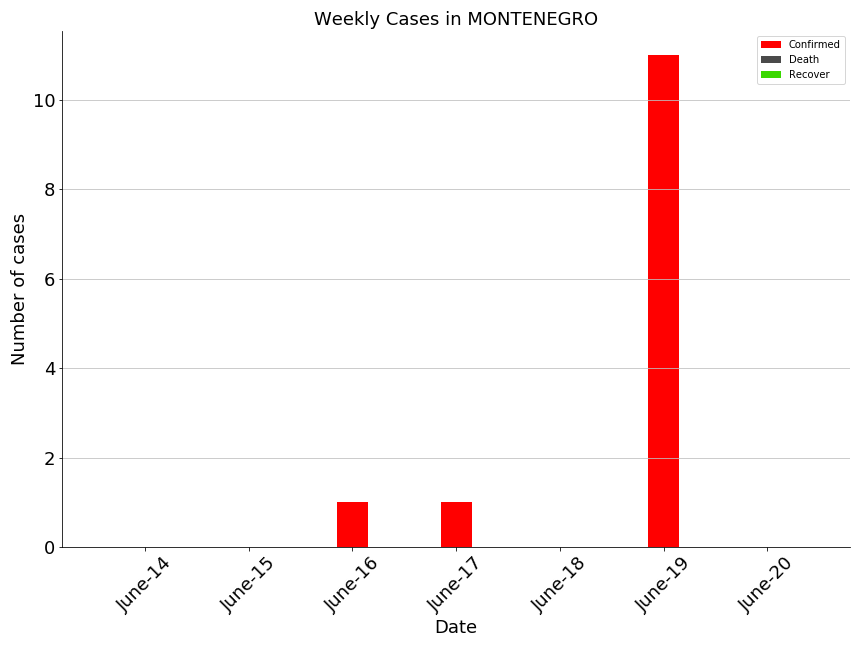 Weekly Cases in MONTENEGRO
Confirmed
Death
Recover
Number of cases
10
8
6
4
2
0
June-14
June-15
June-16
June-17
June-18
June-19
June-20
Date